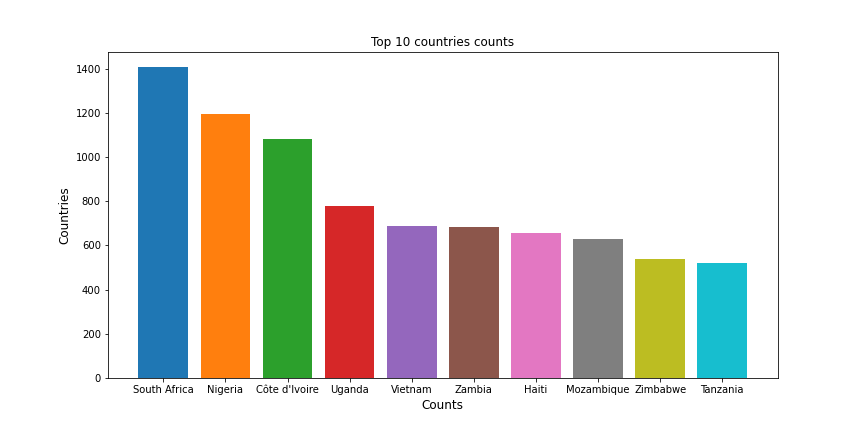 Top 10 countries counts
1400
1200
1000
800
600
400
200
0
Countries
South Africa Nigeria Côte d'Ivoire Uganda Vietnam Zambia Haiti Mozambique Zimbabwe Tanzania
Counts